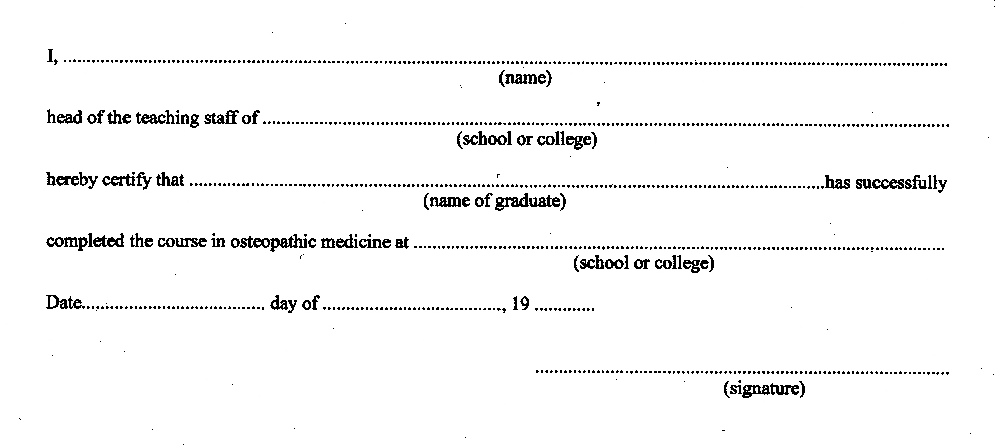 I, ........................................................................................................................
(name)
head of the teaching staff of ........................................................................................................................
(school or college)
hereby certify that ........................................................................................................................has successfully
(name of graduate)
completed the course in osteopathic medicine at ........................................................................................................................
(school or college)
Date....................................... day of ......................................, 19 .............
........................................................................................
(signature)